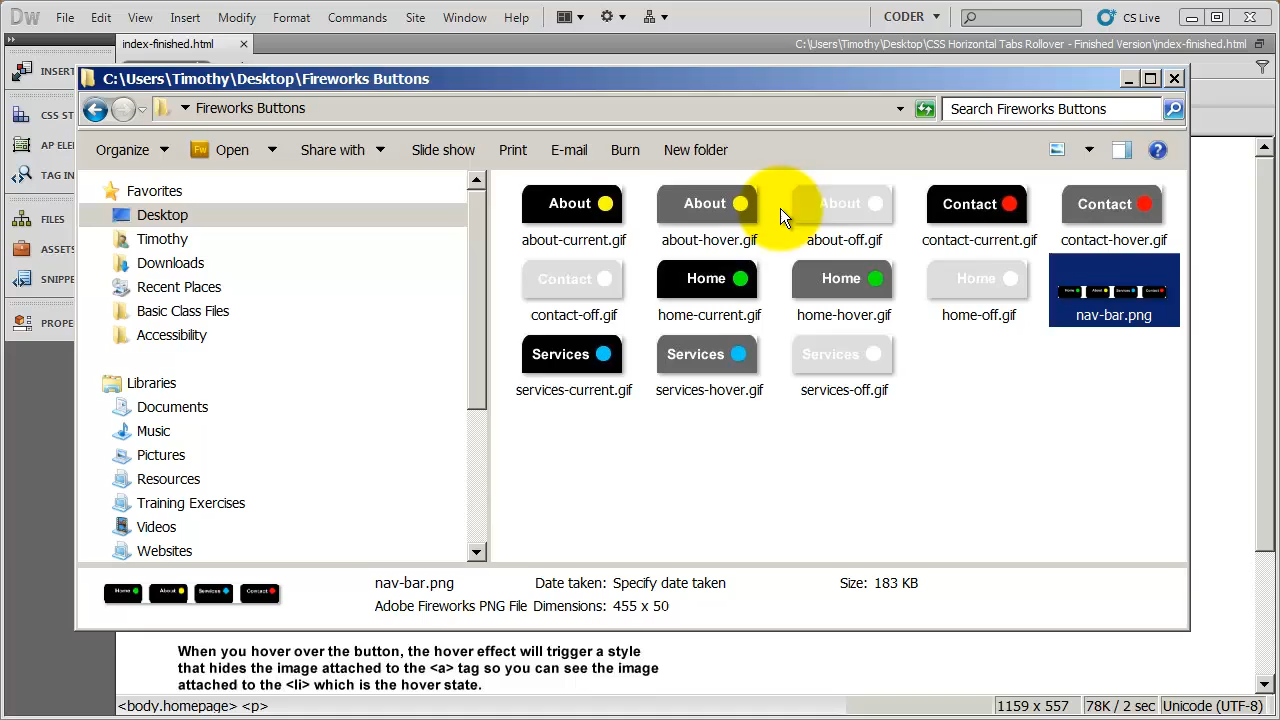 Dw File Edit View Insert Modify Format Commands Site Window Help CODER CS Live
index-finished.html C:\Users\Timothy\Desktop\CSS Horizontal Tabs Rollover - Finished Version\index-finished.html
INSERT
CSS ST
AP ELE
TAG IN
FILES
ASSETS
SNIPPE
PROPE
C:\Users\Timothy\Desktop\Fireworks Buttons
Fireworks Buttons Search Fireworks Buttons
Organize Fw Open Share with Slide show Print E-mail Burn New folder
Favorites
Desktop
Timothy
Downloads
Recent Places
Basic Class Files
Accessibility
Libraries
Documents
Music
Pictures
Resources
Training Exercises
Videos
Websites
About About About Contact Contact
about-current.gif about-hover.gif about-off.gif contact-current.gif contact-hover.gif
Contact Home Home Home Home About Services Contact
contact-off.gif home-current.gif home-hover.gif home-off.gif nav-bar.png
Services Services Services
services-current.gif services-hover.gif services-off.gif
Home About Services Contact
nav-bar.png Date taken: Specify date taken Size: 183 KB
Adobe Fireworks PNG File Dimensions: 455 x 50
When you hover over the button, the hover effect will trigger a style
that hides the image attached to the <a> tag so you can see the image
attached to the <li> which is the hover state.
<body.homepage> <p> 1159 x 557 78K / 2 sec Unicode (UTF-8)